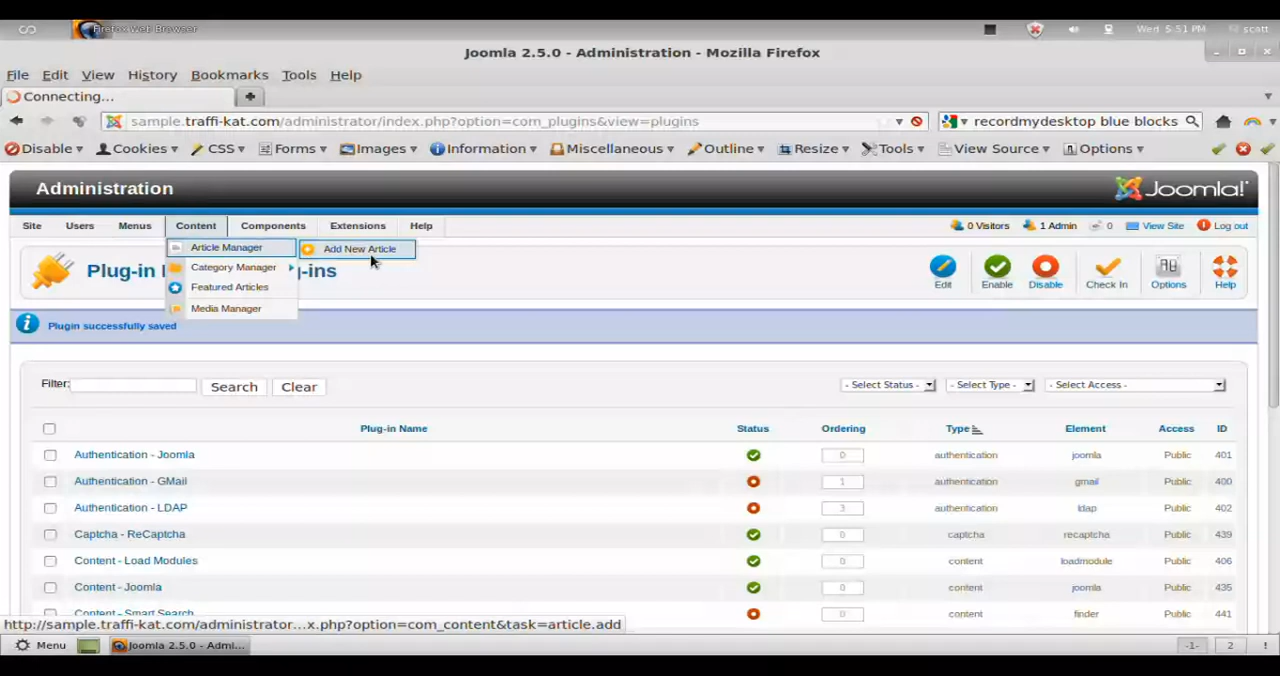 Firefox Web Browser Wed 5:51 PM scatt
Joomla 2.5.0 - Administration - Mozilla Firefox
File Edit View History Bookmarks Tools Help
Connecting...
sample.traffi-kat.com/administrator/index.php?option=com_plugins&view=plugins recordmydesktop blue blocks
Disable Cookies CSS Forms Images Information Miscellaneous Outline Resize Tools View Source Options
Administration Joomla!
Site Users Menus Content Components Extensions Help 0 Visitors 1 Admin 0 View Site Log out
Article Manager Add New Article
Category Manager
Plug-in -ins
Featured Articles
Media Manager
Edit Enable Disable Check In Options Help
Plugin successfully saved
Filter: Search Clear - Select Status - - Select Type - - Select Access -
Plug-in Name Status Ordering Type Element Access ID
Authentication - Joomla 0 authentication joomla Public 401
Authentication - GMail 1 authentication gmail Public 400
Authentication - LDAP 3 authentication ldap Public 402
Captcha - ReCaptcha 0 captcha recaptcha Public 439
Content - Load Modules 0 content loadmodule Public 406
Content - Joomla 0 content joomla Public 435
Content - Smart Search 0 content finder Public 441
http://sample.traffi-kat.com/administrator...x.php?option=com_content&task=article.add
Menu Joomla 2.5.0 - Admi... -1- 2 !